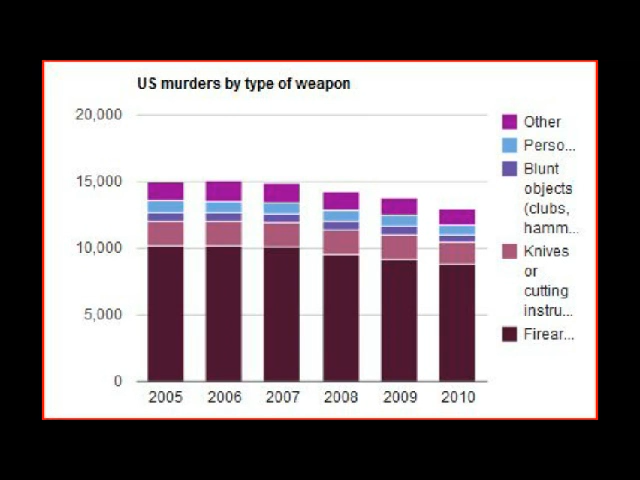 US murders by type of weapon
20,000
15,000
10,000
5,000
0
2005 2006 2007 2008 2009 2010
Other
Perso...
Blunt
objects
(clubs,
hamm...
Knives
or
cutting
instru...
Firear...